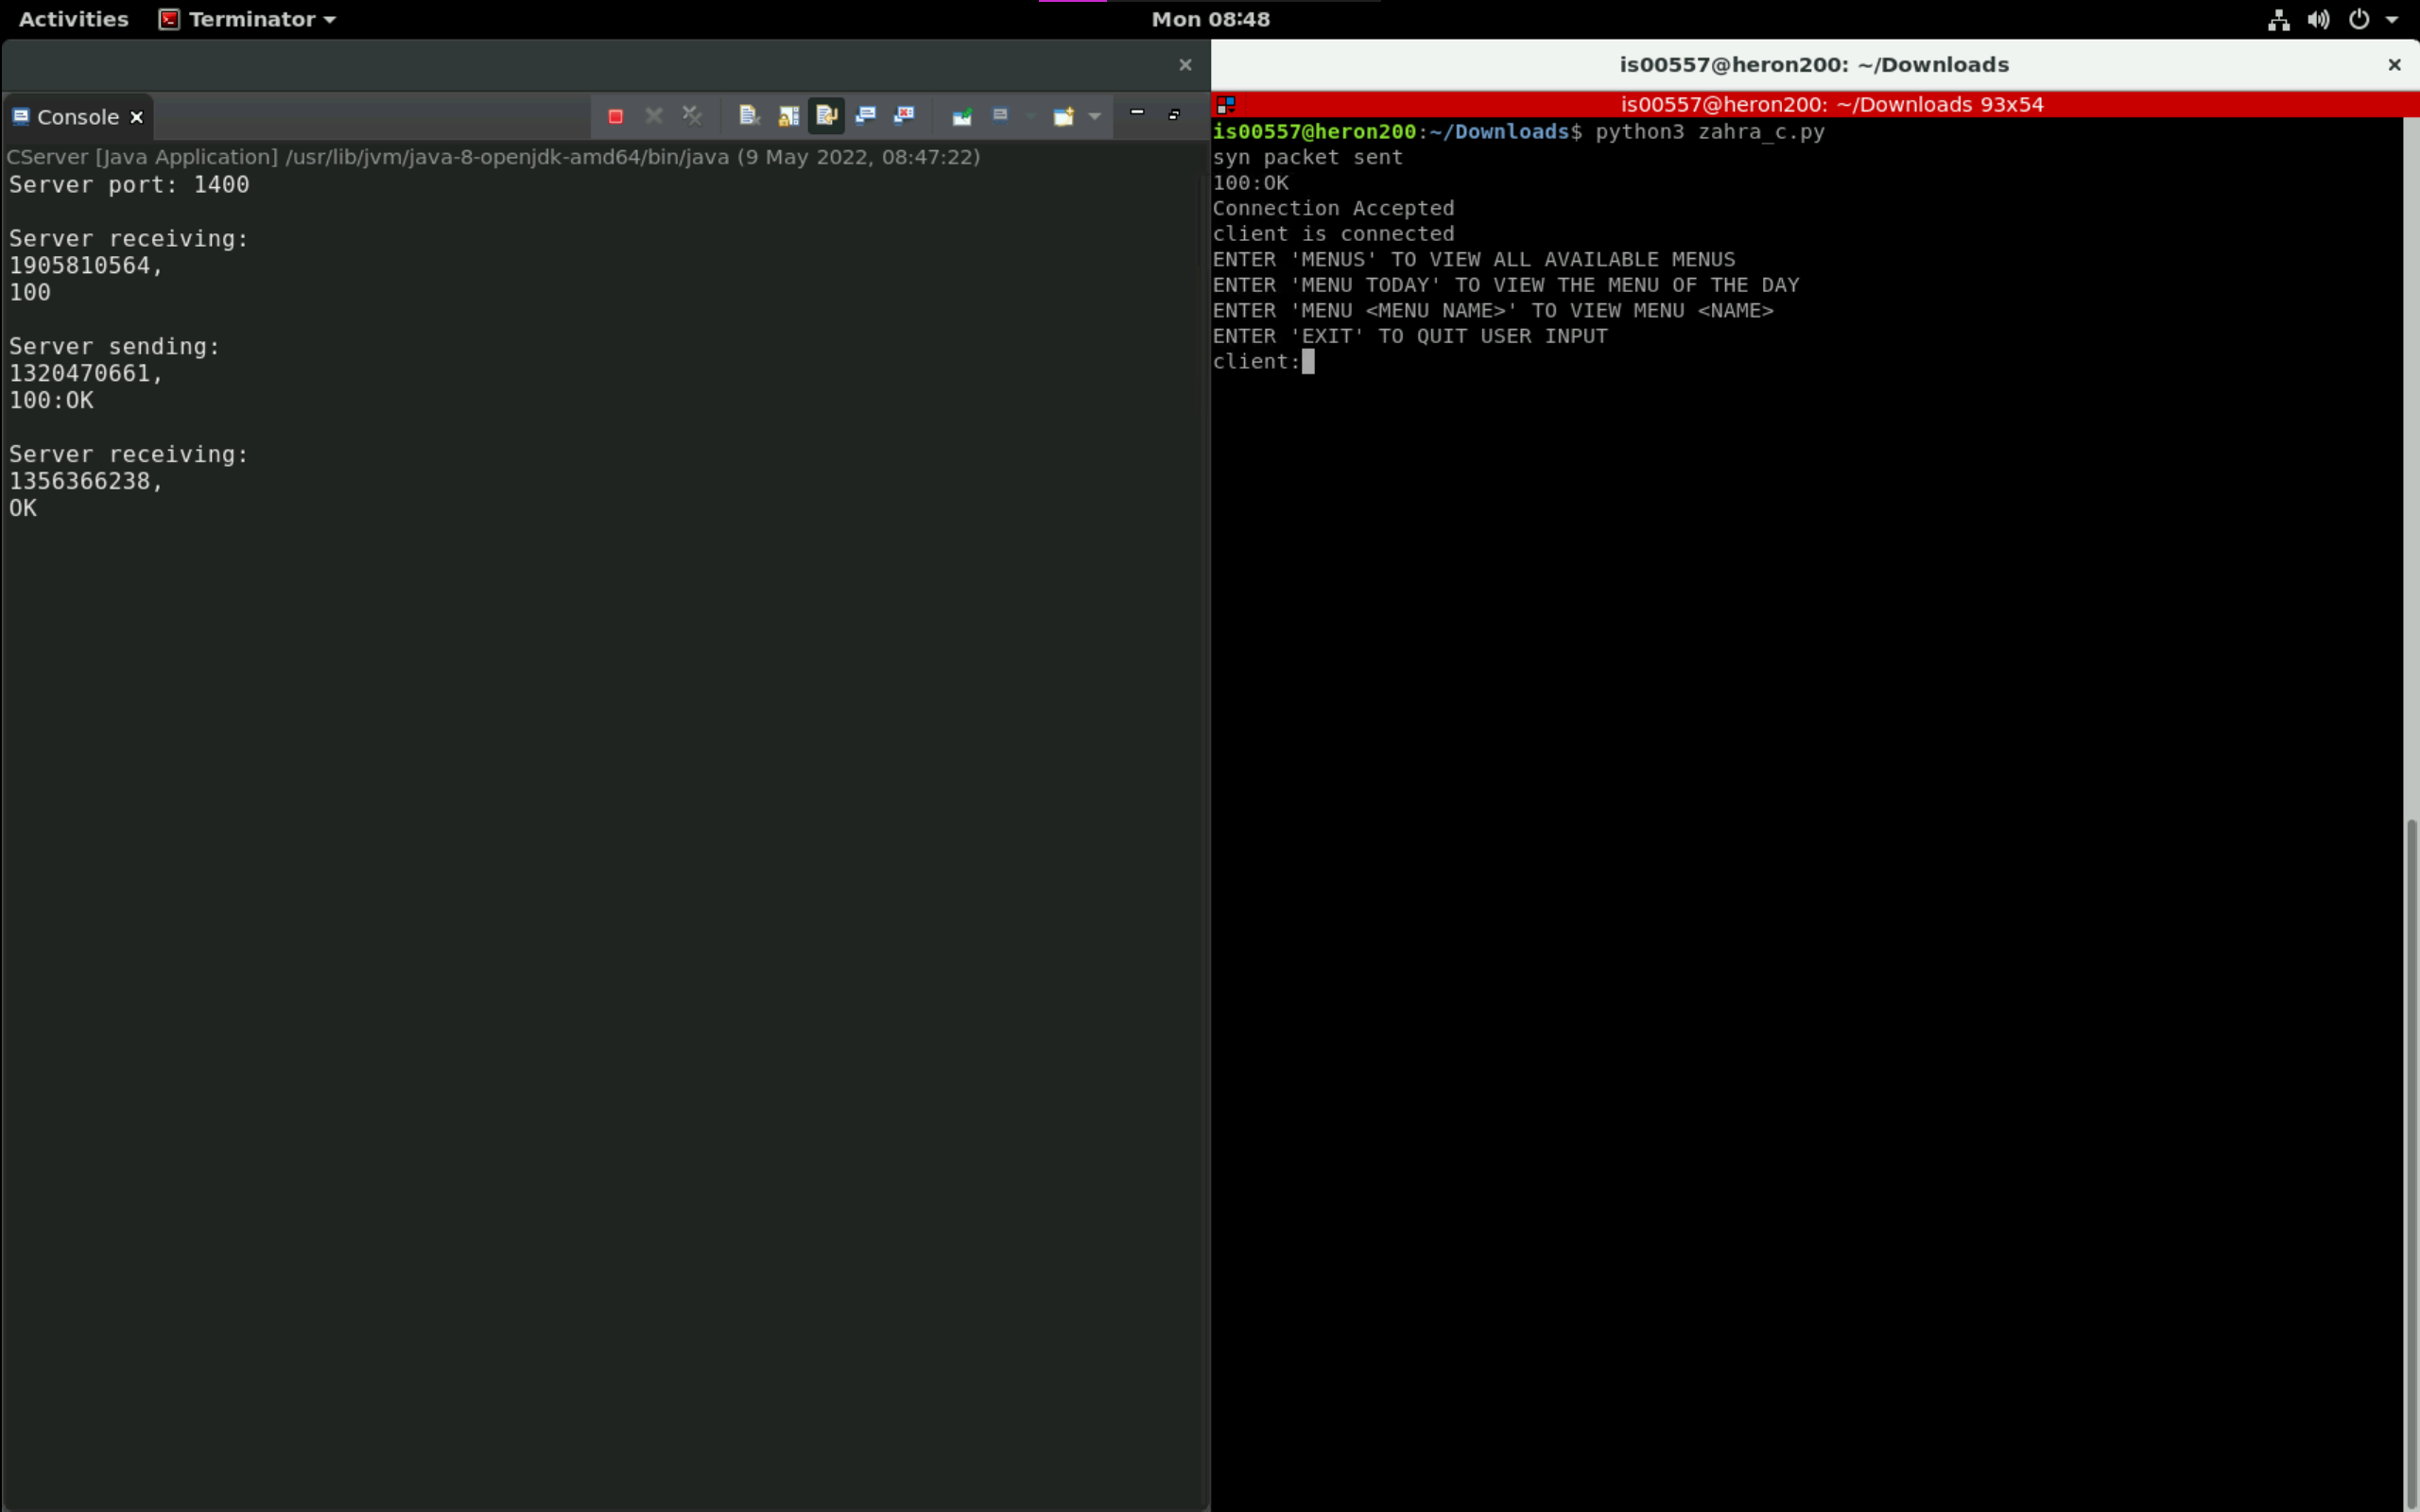 Activities Terminator Mon 08:48
Console
CServer [Java Application] /usr/lib/jvm/java-8-openjdk-amd64/bin/java (9 May 2022, 08:47:22)
Server port: 1400
Server receiving:
1905810564,
100
Server sending:
1320470661,
100:OK
Server receiving:
1356366238,
OK
is00557@heron200: ~/Downloads
is00557@heron200: ~/Downloads 93x54
is00557@heron200:~/Downloads$ python3 zahra_c.py
syn packet sent
100:OK
Connection Accepted
client is connected
ENTER 'MENUS' TO VIEW ALL AVAILABLE MENUS
ENTER 'MENU TODAY' TO VIEW THE MENU OF THE DAY
ENTER 'MENU <MENU NAME>' TO VIEW MENU <NAME>
ENTER 'EXIT' TO QUIT USER INPUT
client: